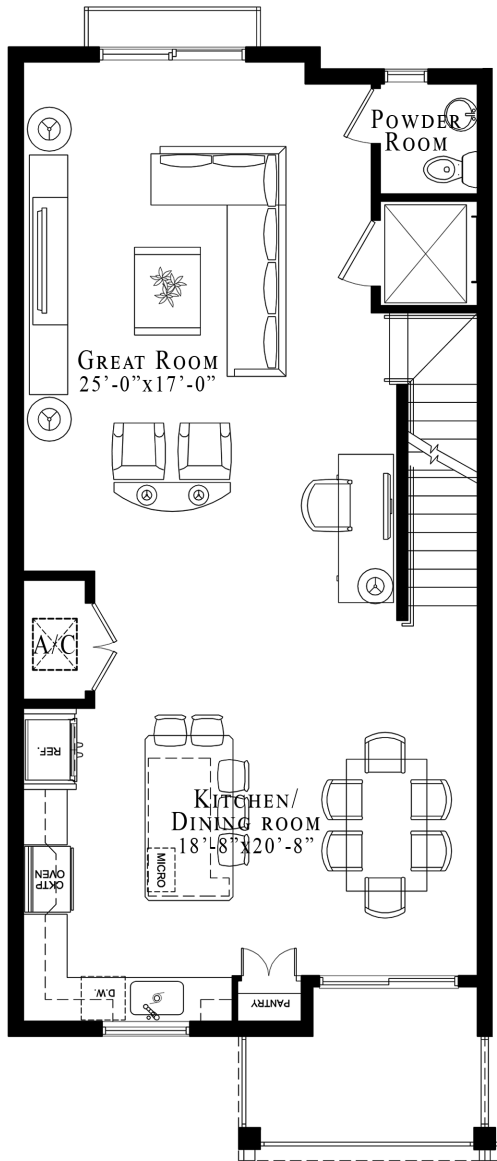 POWDER
ROOM
GREAT ROOM
25'-0"x17'-0"
A/C
REF.
KITCHEN/
DINING ROOM
18'-8"x20'-8"
MICRO
CKTP
OVEN
D.W.
PANTRY